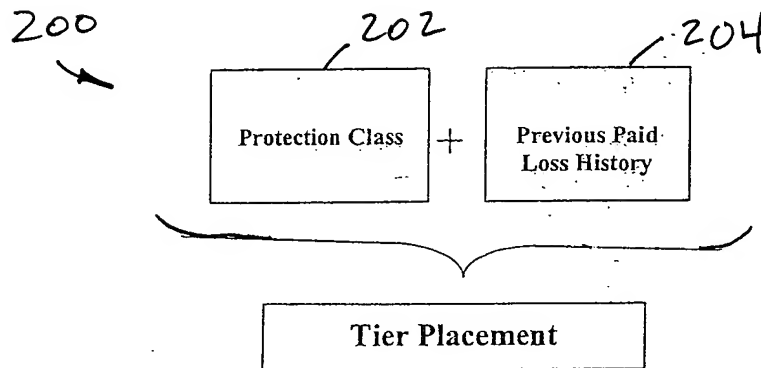 200
202
204
Protection Class
+
Previous Paid
Loss History
Tier Placement